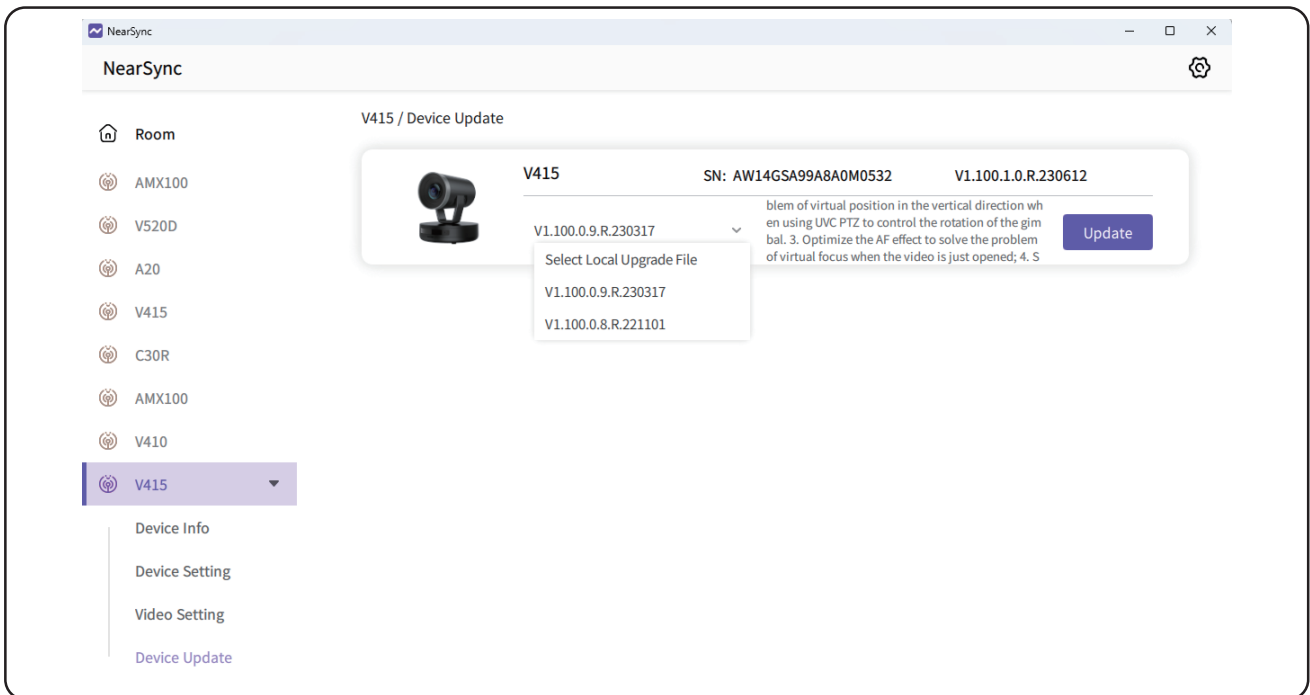 NearSync
NearSync
Room
AMX100
V520D
A20
V415
C30R
AMX100
V410
V415
Device Info
Device Setting
Video Setting
Device Update
V415 / Device Update
V415
SN: AW14GSA99A8A0M0532
V1.100.1.0.R.230612
V1.100.0.9.R.230317
blem of virtual position in the vertical direction wh
en using UVC PTZ to control the rotation of the gim
bal. 3. Optimize the AF effect to solve the problem
of virtual focus when the video is just opened; 4. S
Update
Select Local Upgrade File
V1.100.0.9.R.230317
V1.100.0.8.R.221101